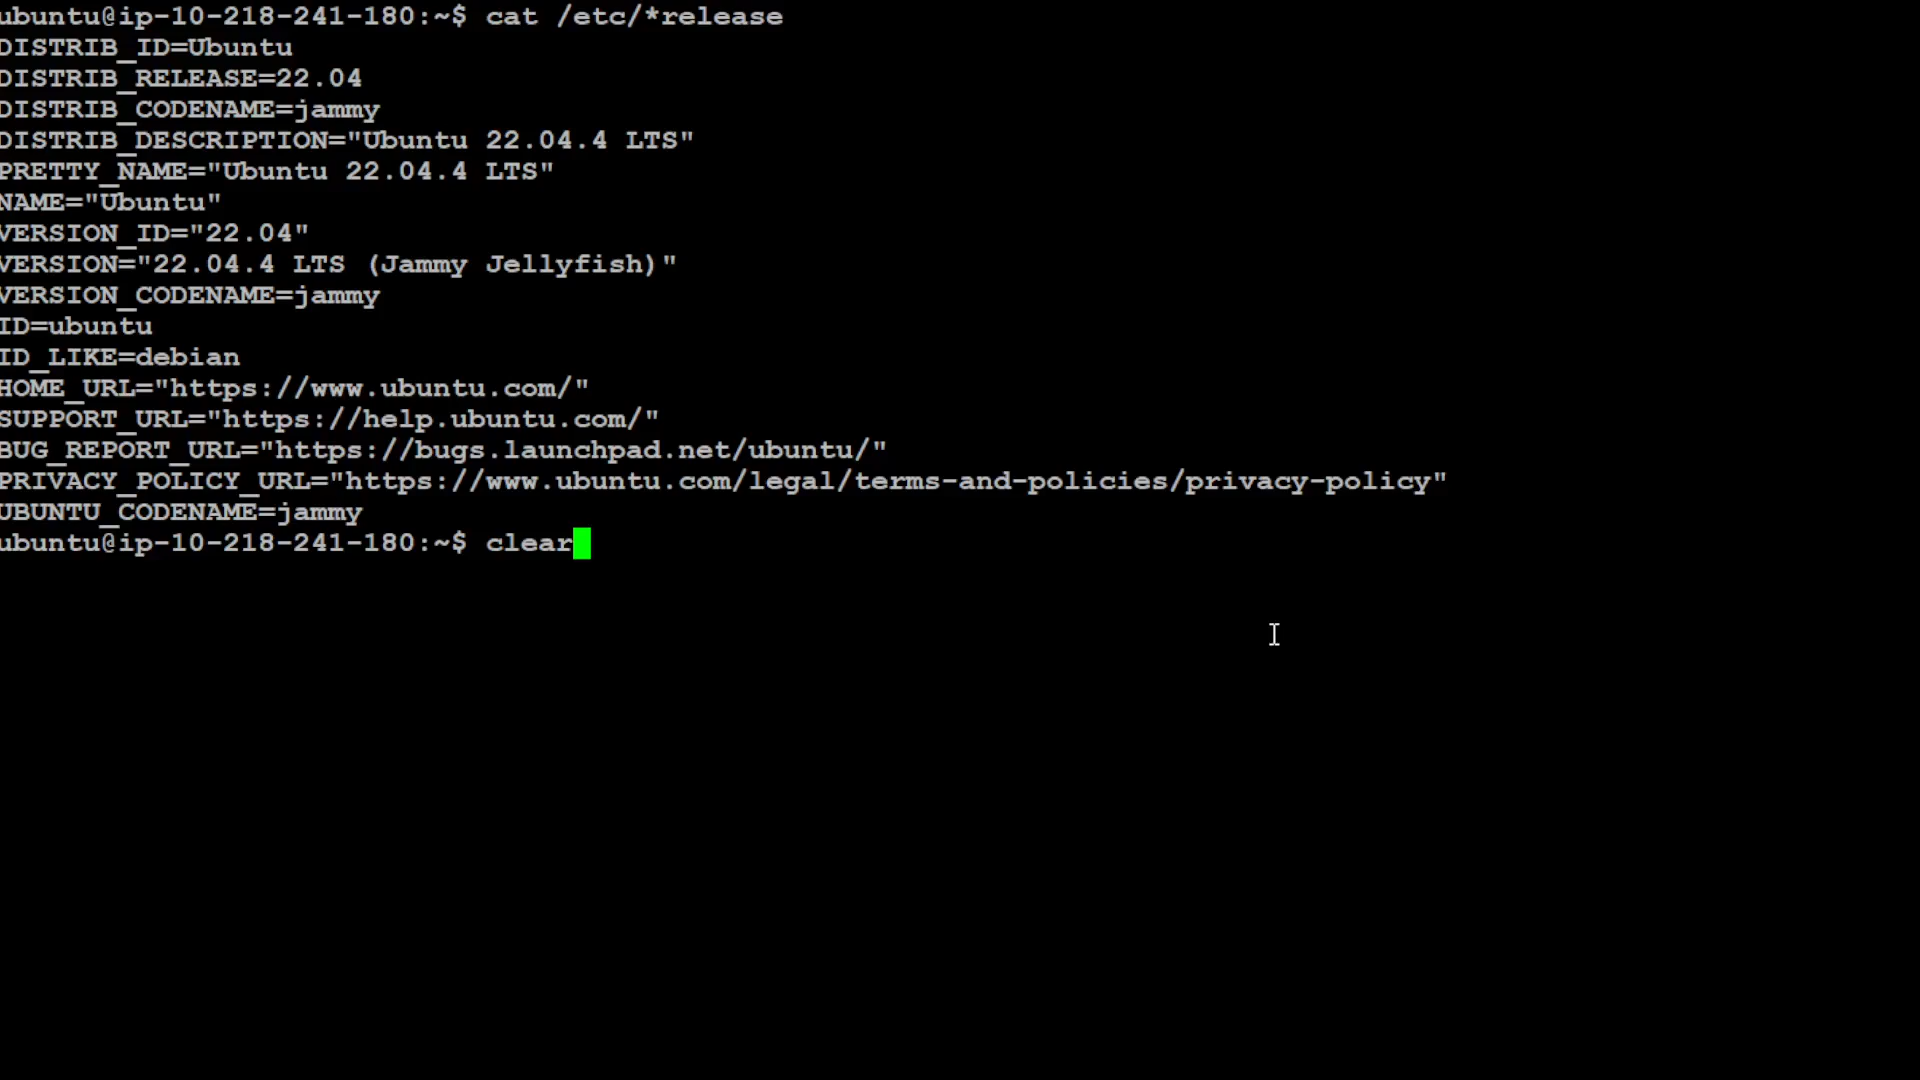 ubuntu@ip-10-218-241-180:~$ cat /etc/*release
DISTRIB_ID=Ubuntu
DISTRIB_RELEASE=22.04
DISTRIB_CODENAME=jammy
DISTRIB_DESCRIPTION="Ubuntu 22.04.4 LTS"
PRETTY_NAME="Ubuntu 22.04.4 LTS"
NAME="Ubuntu"
VERSION_ID="22.04"
VERSION="22.04.4 LTS (Jammy Jellyfish)"
VERSION_CODENAME=jammy
ID=ubuntu
ID_LIKE=debian
HOME_URL="https://www.ubuntu.com/"
SUPPORT_URL="https://help.ubuntu.com/"
BUG_REPORT_URL="https://bugs.launchpad.net/ubuntu/"
PRIVACY_POLICY_URL="https://www.ubuntu.com/legal/terms-and-policies/privacy-policy"
UBUNTU_CODENAME=jammy
ubuntu@ip-10-218-241-180:~$ clear